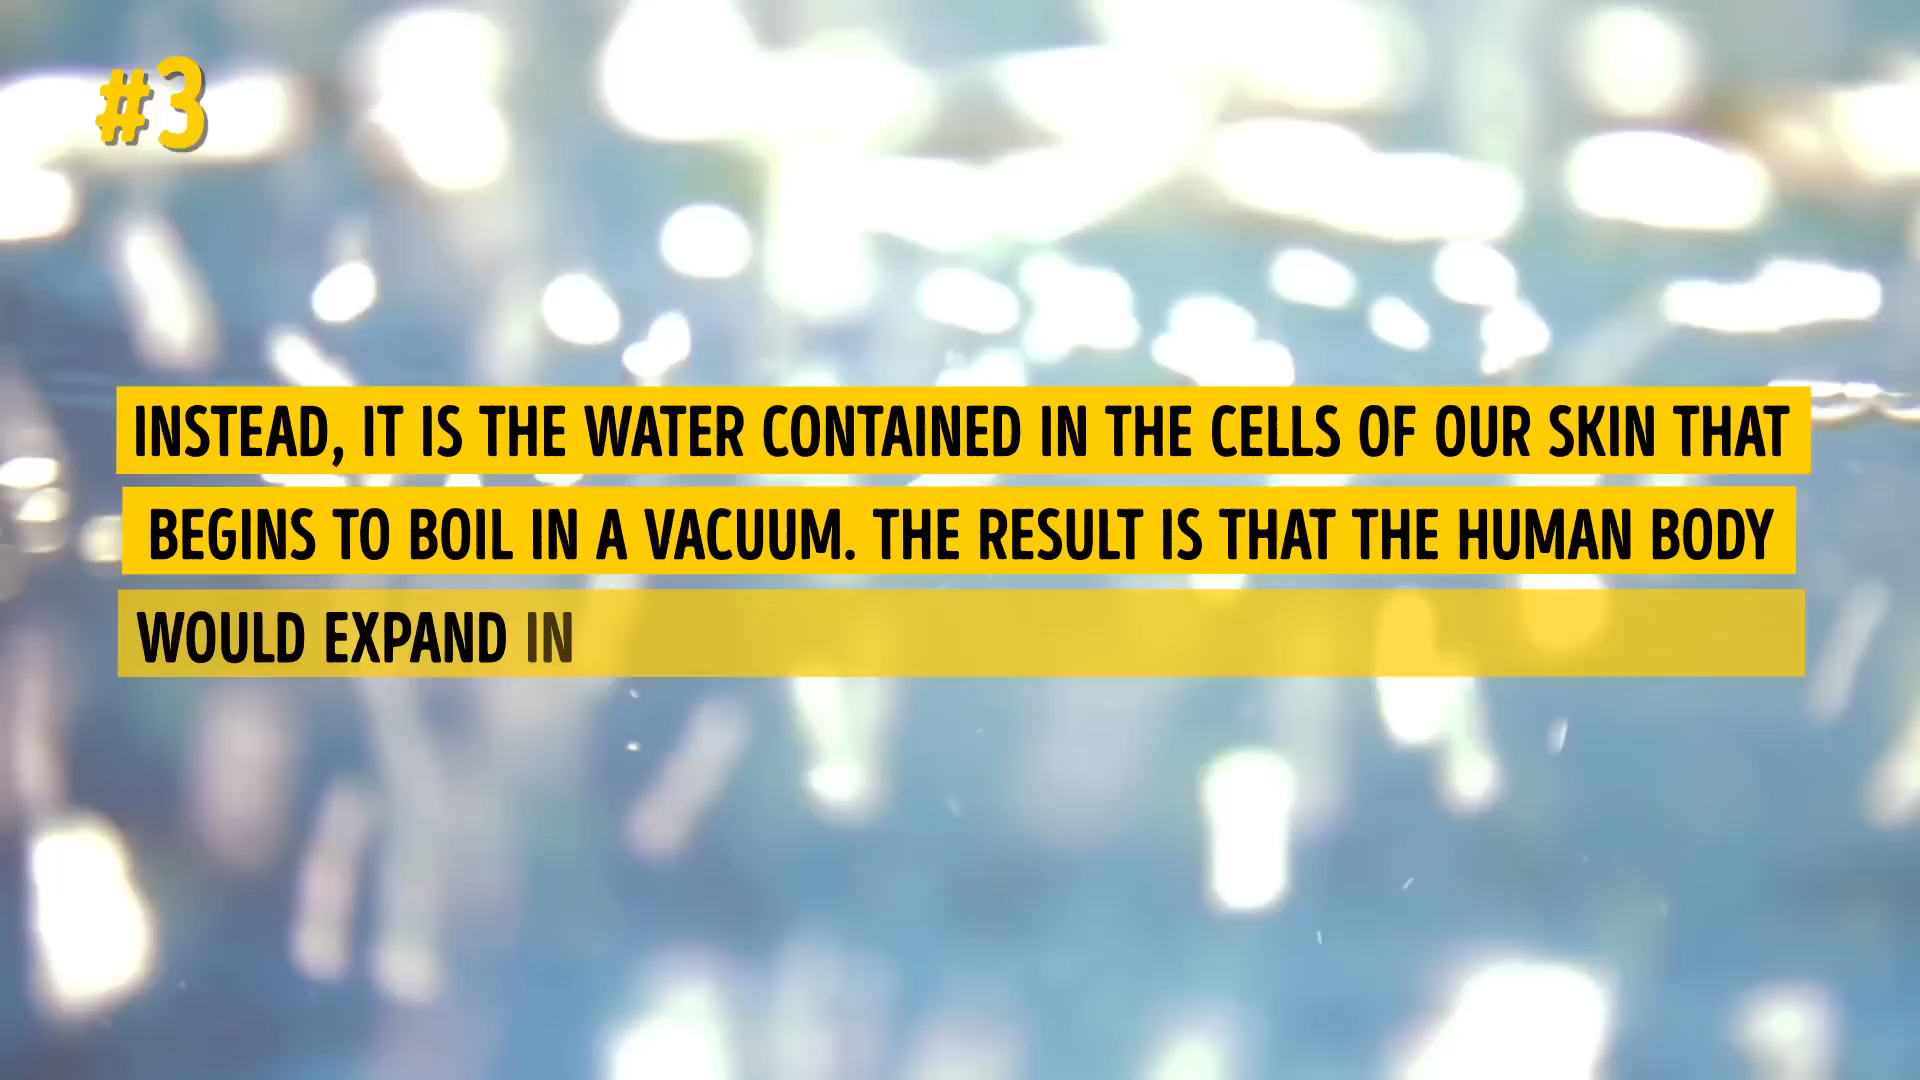 #3
INSTEAD, IT IS THE WATER CONTAINED IN THE CELLS OF OUR SKIN THAT
BEGINS TO BOIL IN A VACUUM. THE RESULT IS THAT THE HUMAN BODY
WOULD EXPAND IN